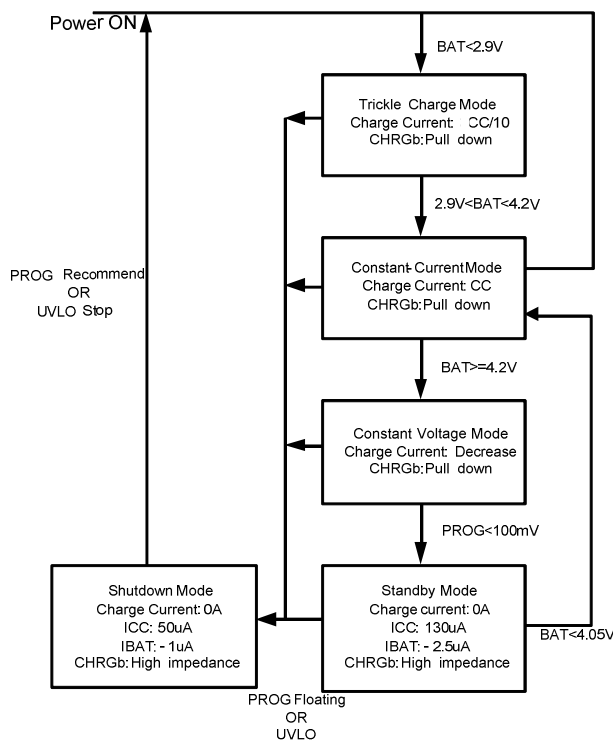 Power ON
BAT<2.9V
Trickle Charge Mode
Charge Current: CC/10
CHRGb:Pull down
2.9V<BAT<4.2V
Constant-CurrentMode
Charge Current: CC
CHRGb:Pull down
PROG Recommend
OR
UVLO Stop
BAT>=4.2V
Constant Voltage Mode
Charge Current: Decrease
CHRGb:Pull down
PROG<100mV
Shutdown Mode
Charge Current:0A
ICC: 50uA
IBAT: -1uA
CHRGb:High impedance
Standby Mode
Charge current:0A
ICC: 130uA
IBAT: -2.5uA
CHRGb:High impedance
BAT<4.05V
PROG Floating
OR
UVLO